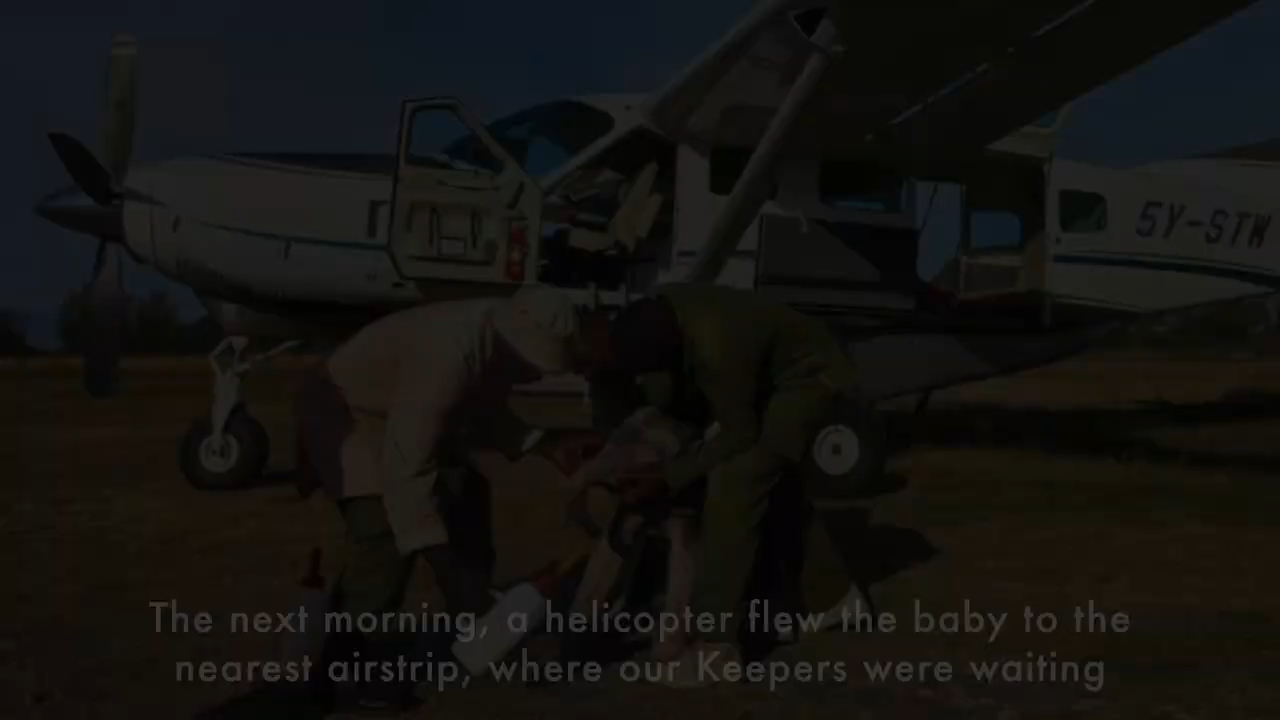 5Y-STW
The next morning, a helicopter flew the baby to the
nearest airstrip, where our Keepers were waiting